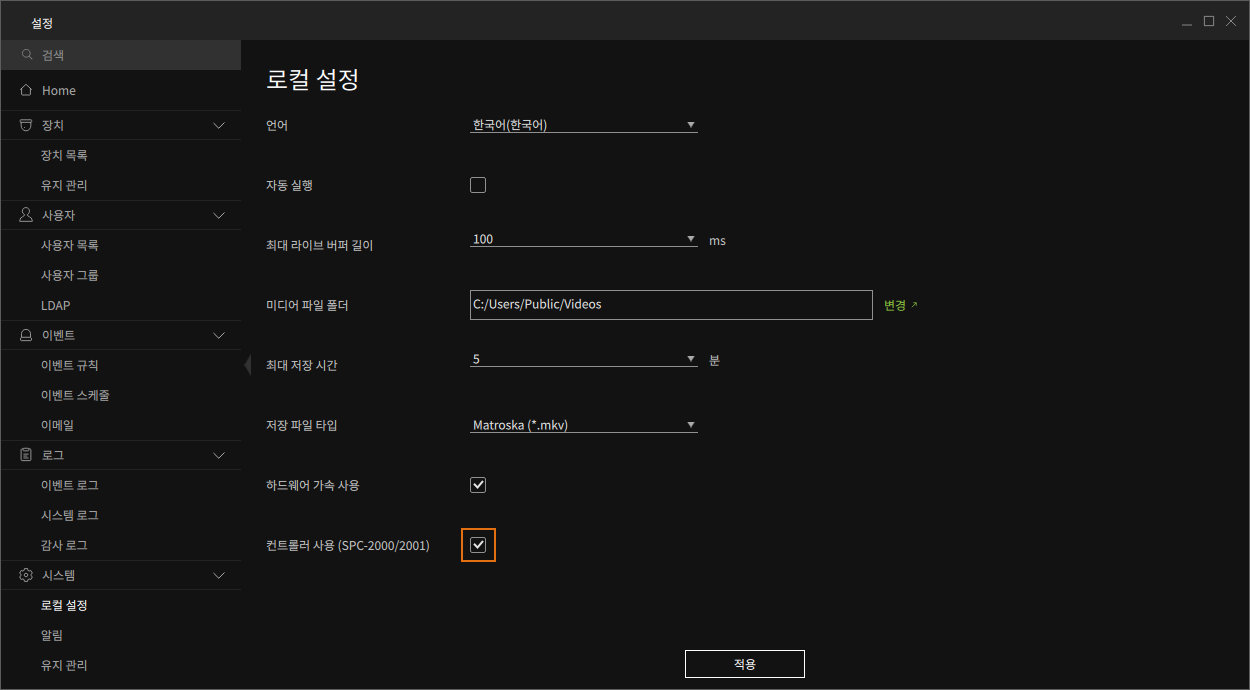 설정
검색
Home
장치
장치 목록
유지 관리
사용자
사용자 목록
사용자 그룹
LDAP
이벤트
이벤트 규칙
이벤트 스케줄
이메일
로그
이벤트 로그
시스템 로그
감사 로그
시스템
로컬 설정
알림
유지 관리
로컬 설정
언어 한국어(한국어)
자동 실행
최대 라이브 버퍼 길이 100 ms
미디어 파일 폴더 C:/Users/Public/Videos 변경
최대 저장 시간 5 분
저장 파일 타입 Matroska (*.mkv)
하드웨어 가속 사용
컨트롤러 사용 (SPC-2000/2001)
적용